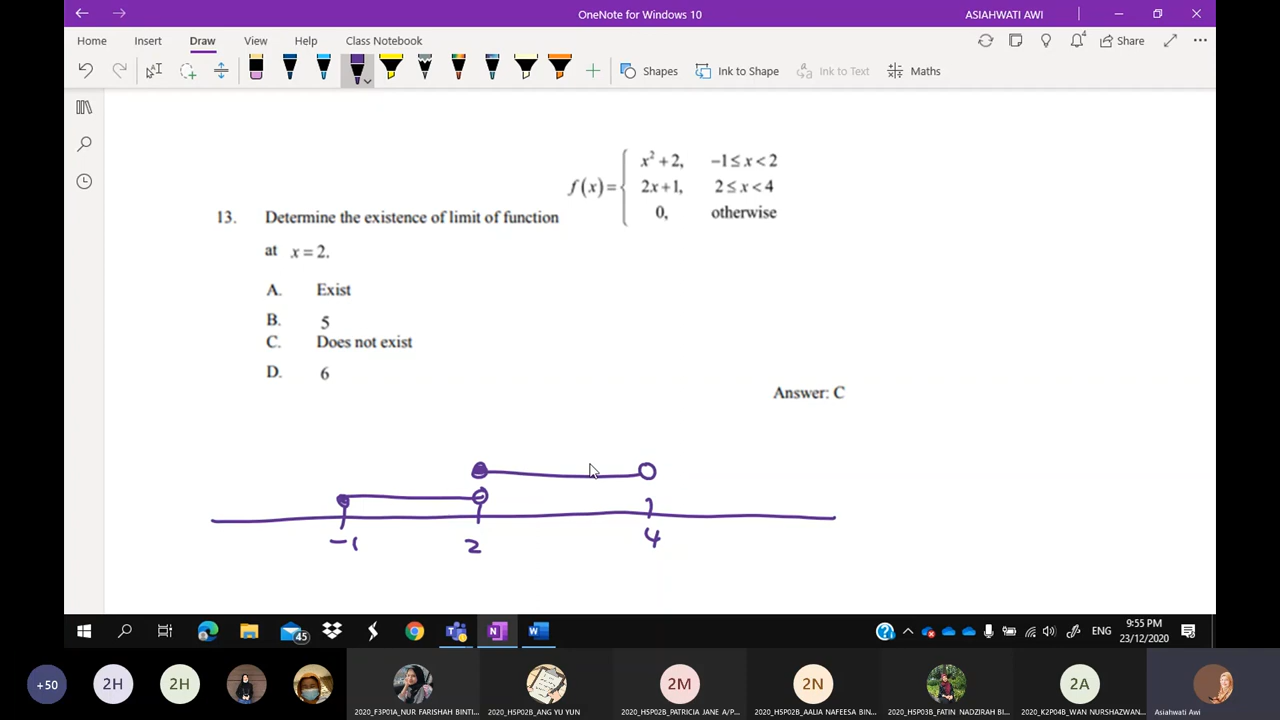 OneNote for Windows 10
ASIAHWATI AWI
Home Insert Draw View Help Class Notebook
Share
Shapes Ink to Shape Ink to Text Maths
f(x)= { x² + 2, −1 ≤ x < 2
2x + 1, 2 ≤ x < 4
0, otherwise
13. Determine the existence of limit of function
at x = 2.
A. Exist
B. 5
C. Does not exist
D. 6
Answer: C
−1 2 4
45
ENG
9:55 PM
23/12/2020
+50 2H 2H 2M 2N 2A
2020_F3P01A_NUR FARISHAH BINTI...
2020_HSP02B_ANG YU YUN
2020_HSP02B_PATRICIA JANE A/P...
2020_HSP02B_AALIA NAFEESA BIN...
2020_HSP03B_FATIN NADZIRAH BI...
2020_K2P04B_WAN NURSHAZWAN...
Asiahwati Awi